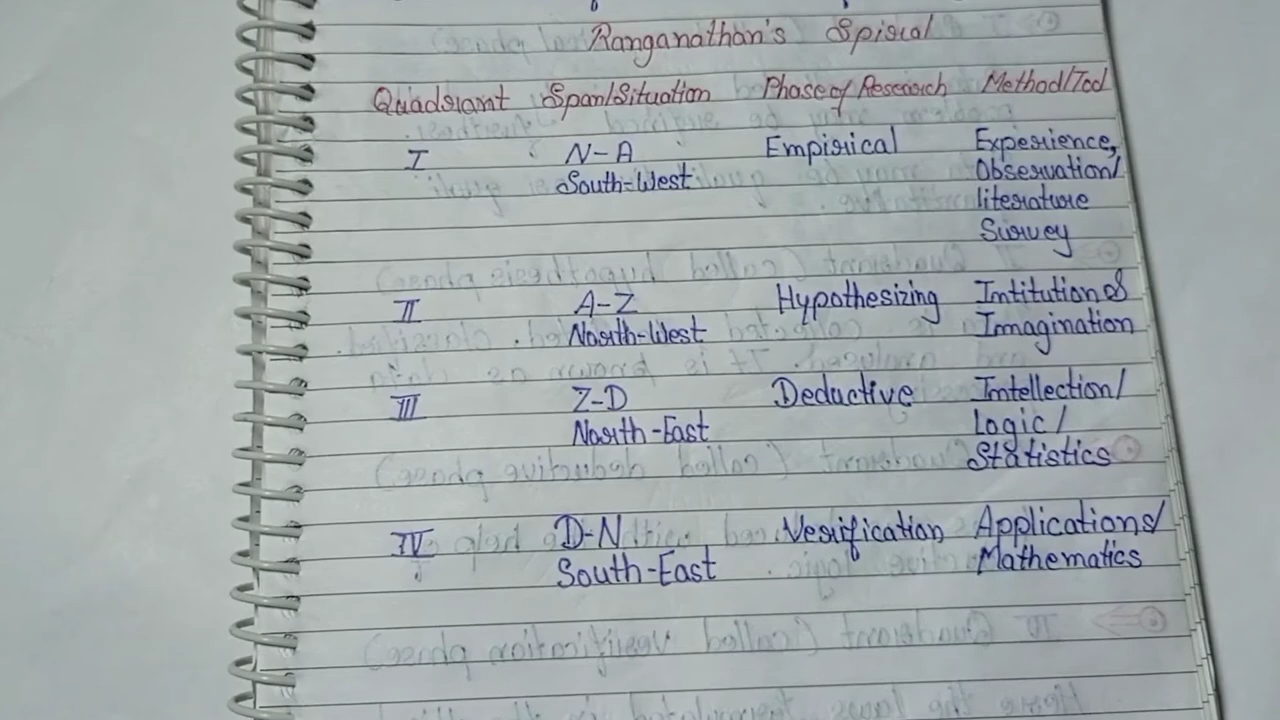 Ranganathan's Spiral
Quadrant Span/Situation Phase of Research Method/Tool
I N-A Empirical Experience,
South-West Observation/
literature
Survey
II A-Z Hypothesizing Intitution &
North-West Imagination
III Z-D Deductive Intellection/
North-East Logic/
Statistics
IV D-N Verification Applications/
South-East Mathematics